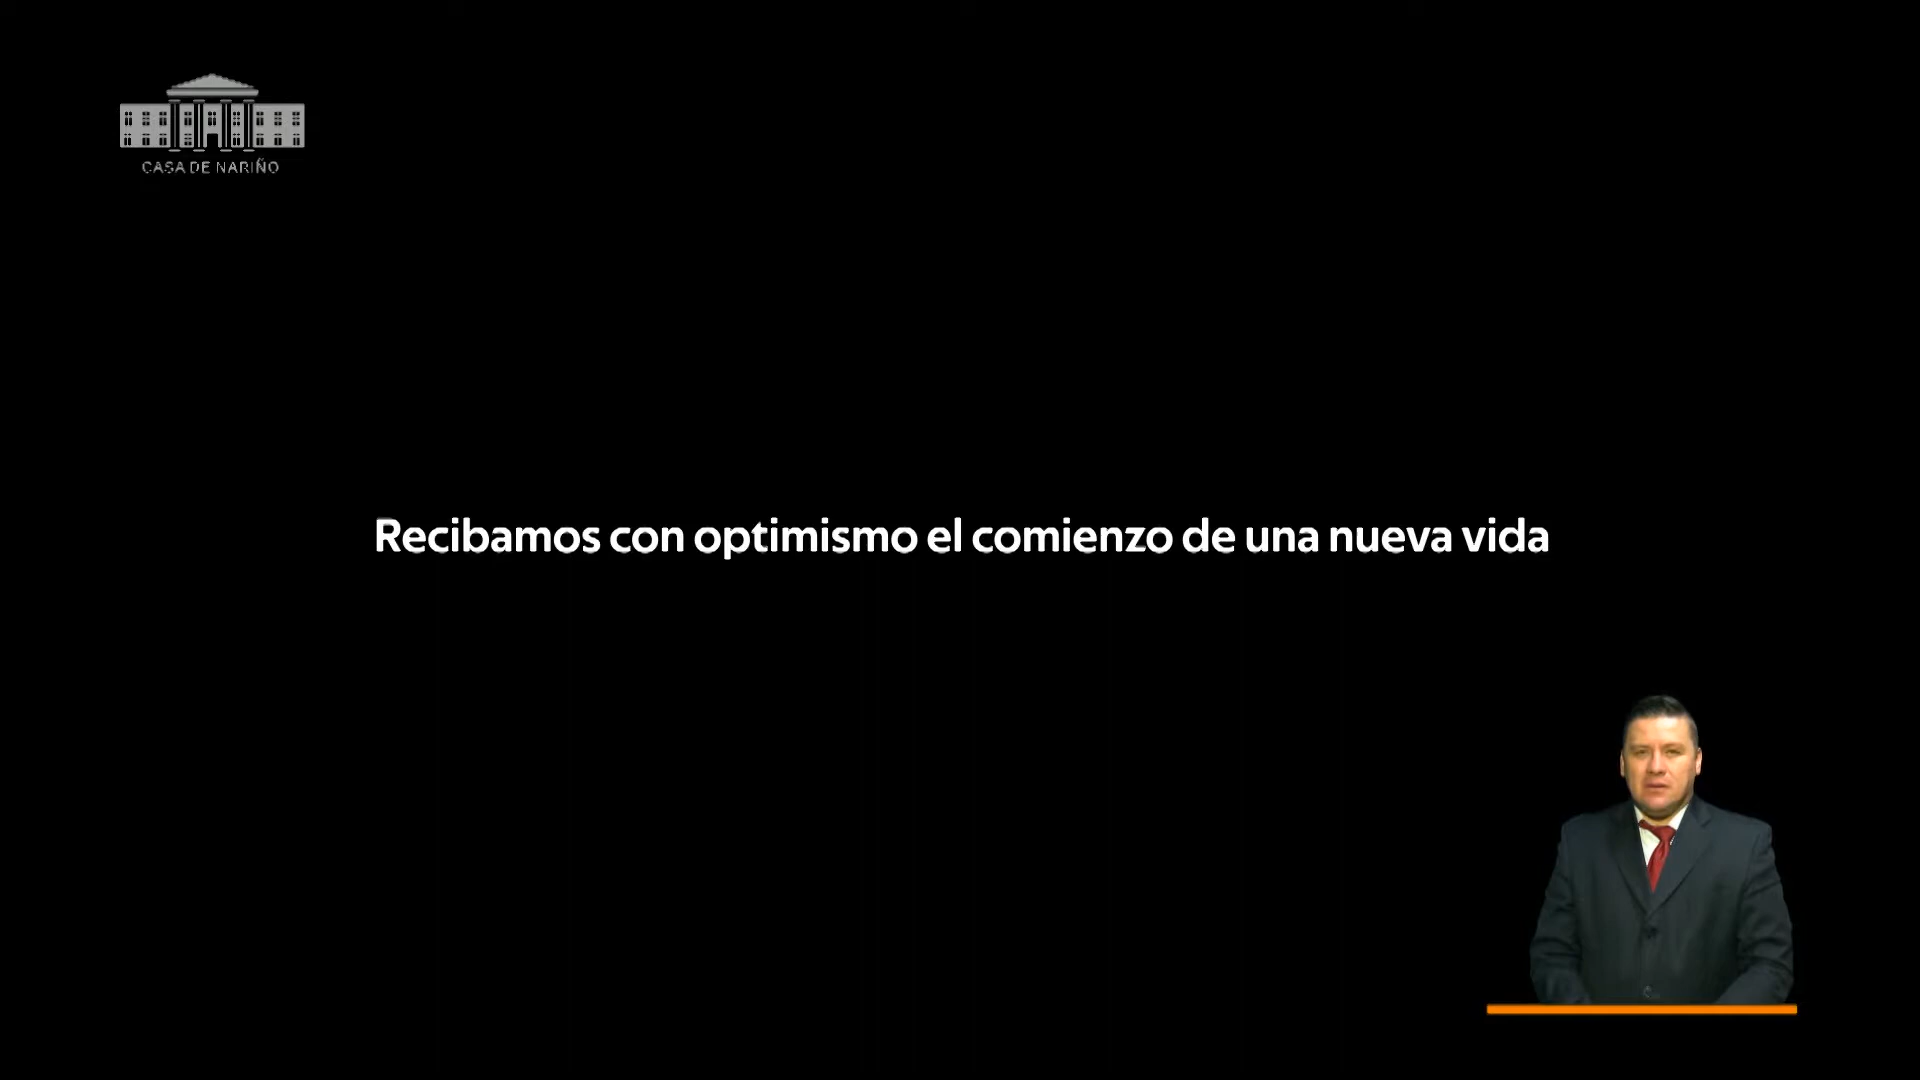 CASA DE NARIÑO
Recibamos con optimismo el comienzo de una nueva vida